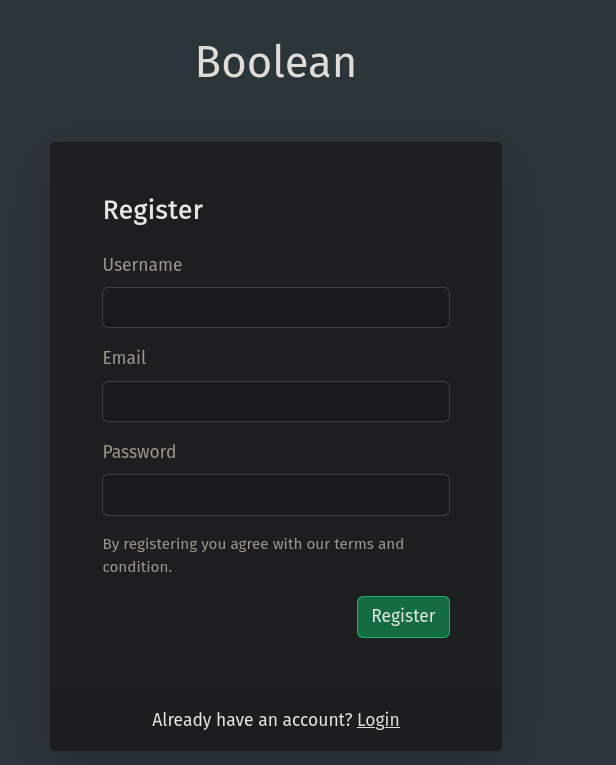 Boolean
Register
Username
Email
Password
By registering you agree with our terms and
condition.
Register
Already have an account? Login